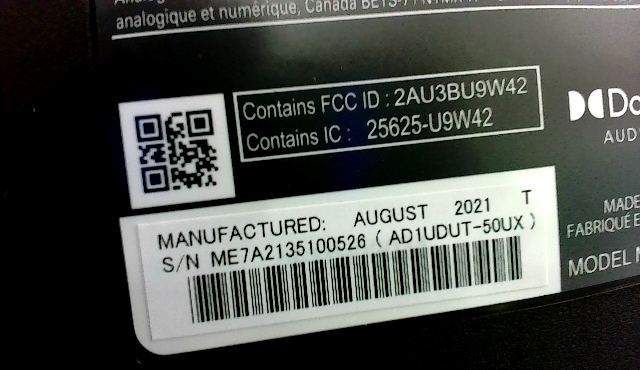 analogique et numérique, Canada
Contains FCC ID : 2AU3BU9W42
Contains IC : 25625-U9W42
AUD
MANUFACTURED: AUGUST 2021 T
S/N ME7A2135100526 ( AD1UDUT-50UX )
MADE
FABRIQUÉ E
MODEL N